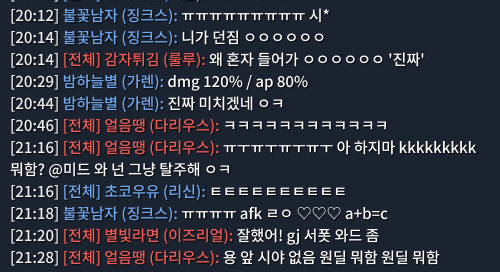 [20:12] 불꽃남자 (징크스): ㅠㅠㅠㅠㅠㅠㅠㅠㅠ 시*
[20:14] 불꽃남자 (징크스): 니가 던짐 ㅇㅇㅇㅇㅇㅇ
[20:14] [전체] 감자튀김 (룰루): 왜 혼자 들어가 ㅇㅇㅇㅇㅇㅇ '진짜'
[20:29] 밤하늘별 (가렌): dmg 120% / ap 80%
[20:44] 밤하늘별 (가렌): 진짜 미치겠네 ㅇㅋ
[20:46] [전체] 얼음땡 (다리우스): ㅋㅋㅋㅋㅋㅋㅋㅋㅋㅋㅋㅋ
[21:16] [전체] 얼음땡 (다리우스): ㅠㅜㅠㅜㅠㅜㅠㅜ 아 하지마 kkkkkkkkk
뭐함? @미드 와 넌 그냥 탈주해 ㅇㅋ
[21:16] [전체] 초코우유 (리신): ㅌㅌㅌㅌㅌㅌㅌㅌㅌㅌ
[21:18] 불꽃남자 (징크스): ㅠㅠㅠㅠ afk ㄹㅇ ♡♡♡ a+b=c
[21:20] [전체] 별빛라면 (이즈리얼): 잘했어! gj 서폿 와드 좀
[21:28] [전체] 얼음땡 (다리우스): 용 앞 시야 없음 원딜 뭐함 원딜 뭐함